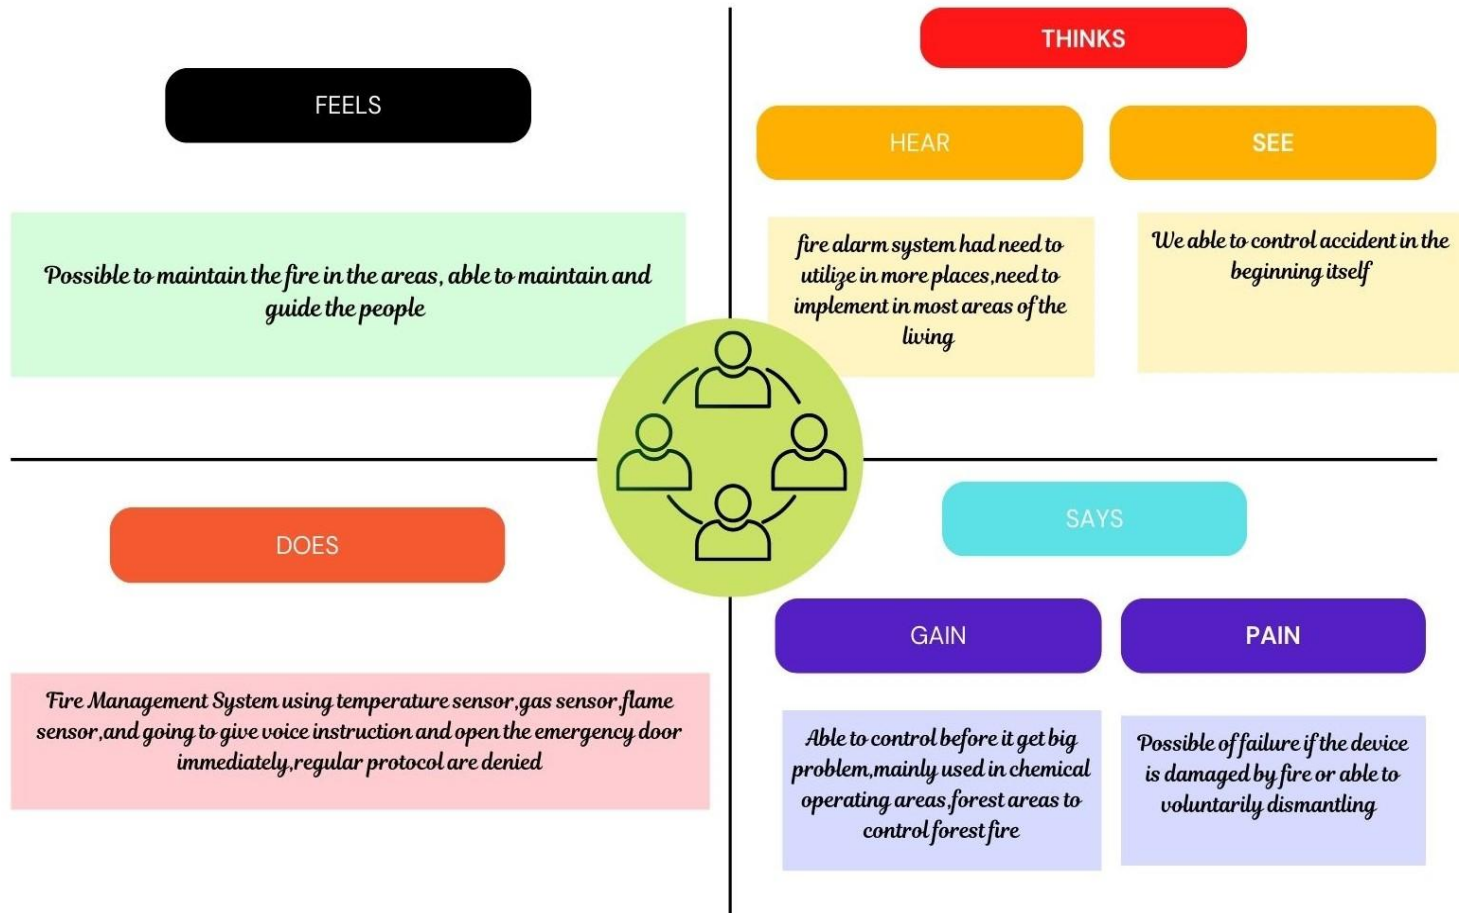 FEELS
Possible to maintain the fire in the areas, able to maintain and
guide the people
THINKS
HEAR
fire alarm system had need to
utilize in more places,need to
implement in most areas of the
living
SEE
We able to control accident in the
beginning itself
DOES
Fire Management System using temperature sensor,gas sensor,flame
sensor,and going to give voice instruction and open the emergency door
immediately,regular protocol are denied
SAYS
GAIN
Able to control before it get big
problem,mainly used in chemical
operating areas,forest areas to
control forest fire
PAIN
Possible of failure if the device
is damaged by fire or able to
voluntarily dismantling